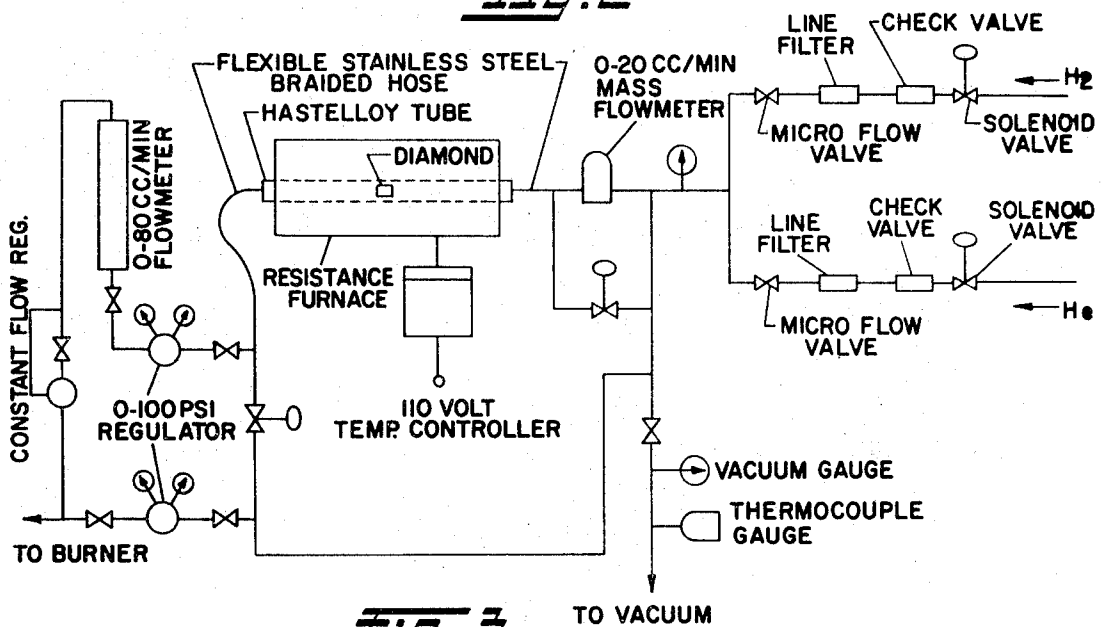 LINE
FILTER
CHECK VALVE
FLEXIBLE STAINLESS STEEL
BRAIDED HOSE
0-20 CC/MIN
MASS
FLOWMETER
H2
HASTELLOY TUBE
MICRO FLOW
VALVE
SOLENOID
VALVE
DIAMOND
0-80 CC/MIN
FLOWMETER
LINE
FILTER
CHECK
VALVE
SOLENOID
VALVE
CONSTANT FLOW REG.
RESISTANCE
FURNACE
He
MICRO FLOW
VALVE
0-100 PSI
REGULATOR
110 VOLT
TEMP. CONTROLLER
VACUUM GAUGE
THERMOCOUPLE
GAUGE
TO BURNER
TO VACUUM